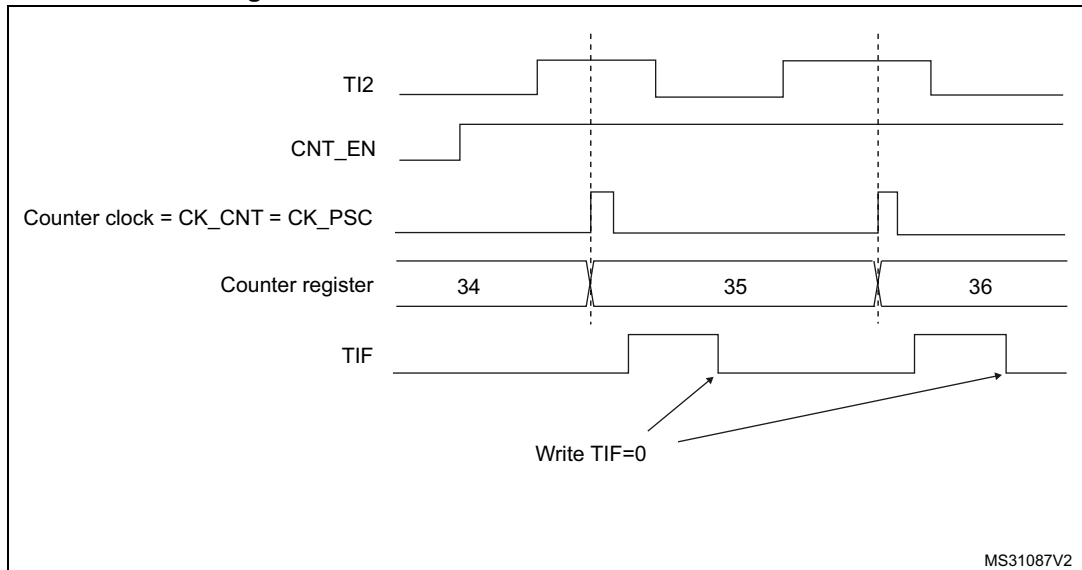 TI2
CNT_EN
Counter clock = CK_CNT = CK_PSC
Counter register 34 35 36
TIF
Write TIF=0
MS31087V2